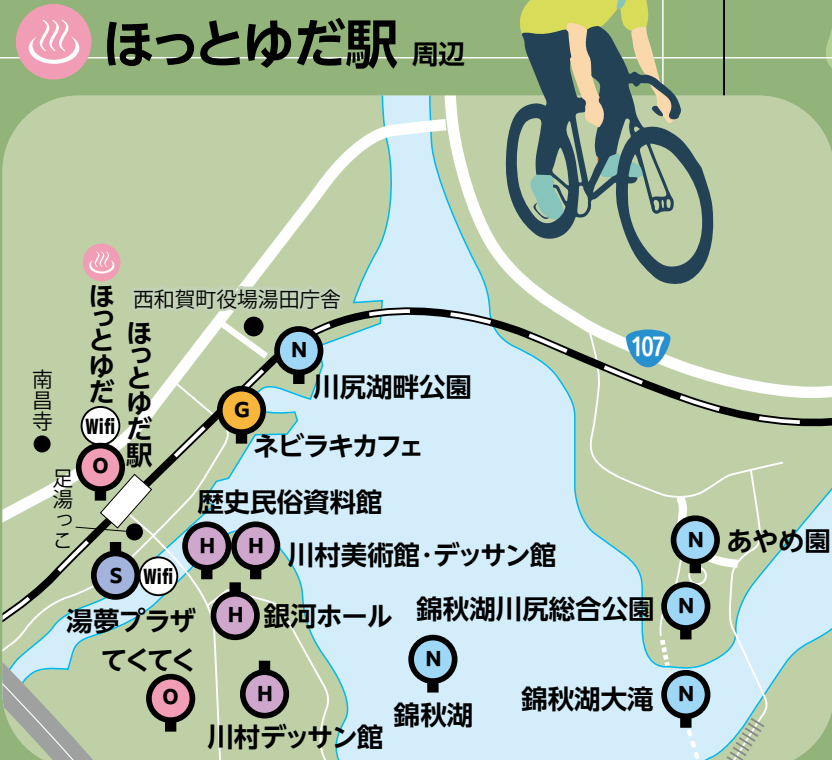 ほっとゆだ駅 周辺
107
西和賀町役場湯田庁舎
ほっとゆだ
ほっとゆだ駅
南昌寺
Wifi
O
足湯っこ
N
川尻湖畔公園
G
ネビラキカフェ
歴史民俗資料館
H
H
川村美術館・デッサン館
S
Wifi
湯夢プラザ
H
銀河ホール
てくてく
O
H
川村デッサン館
N
錦秋湖
N
あやめ園
錦秋湖川尻総合公園
N
錦秋湖大滝
N